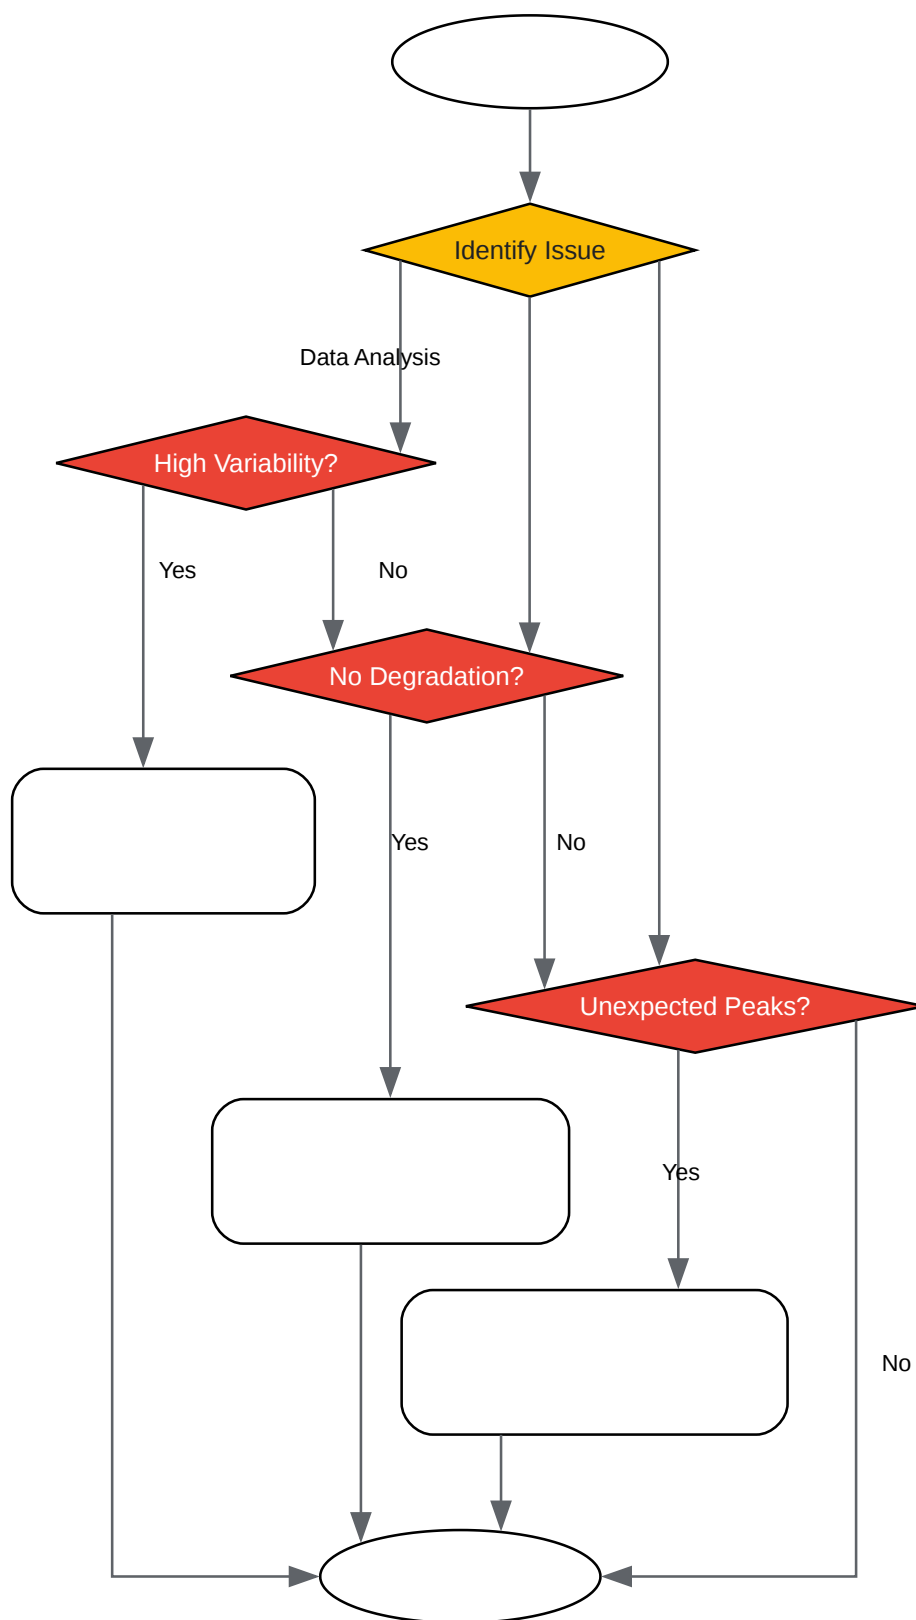 Identify Issue
Data Analysis
High Variability?
Yes
No
No Degradation?
Yes
No
Unexpected Peaks?
Yes
No